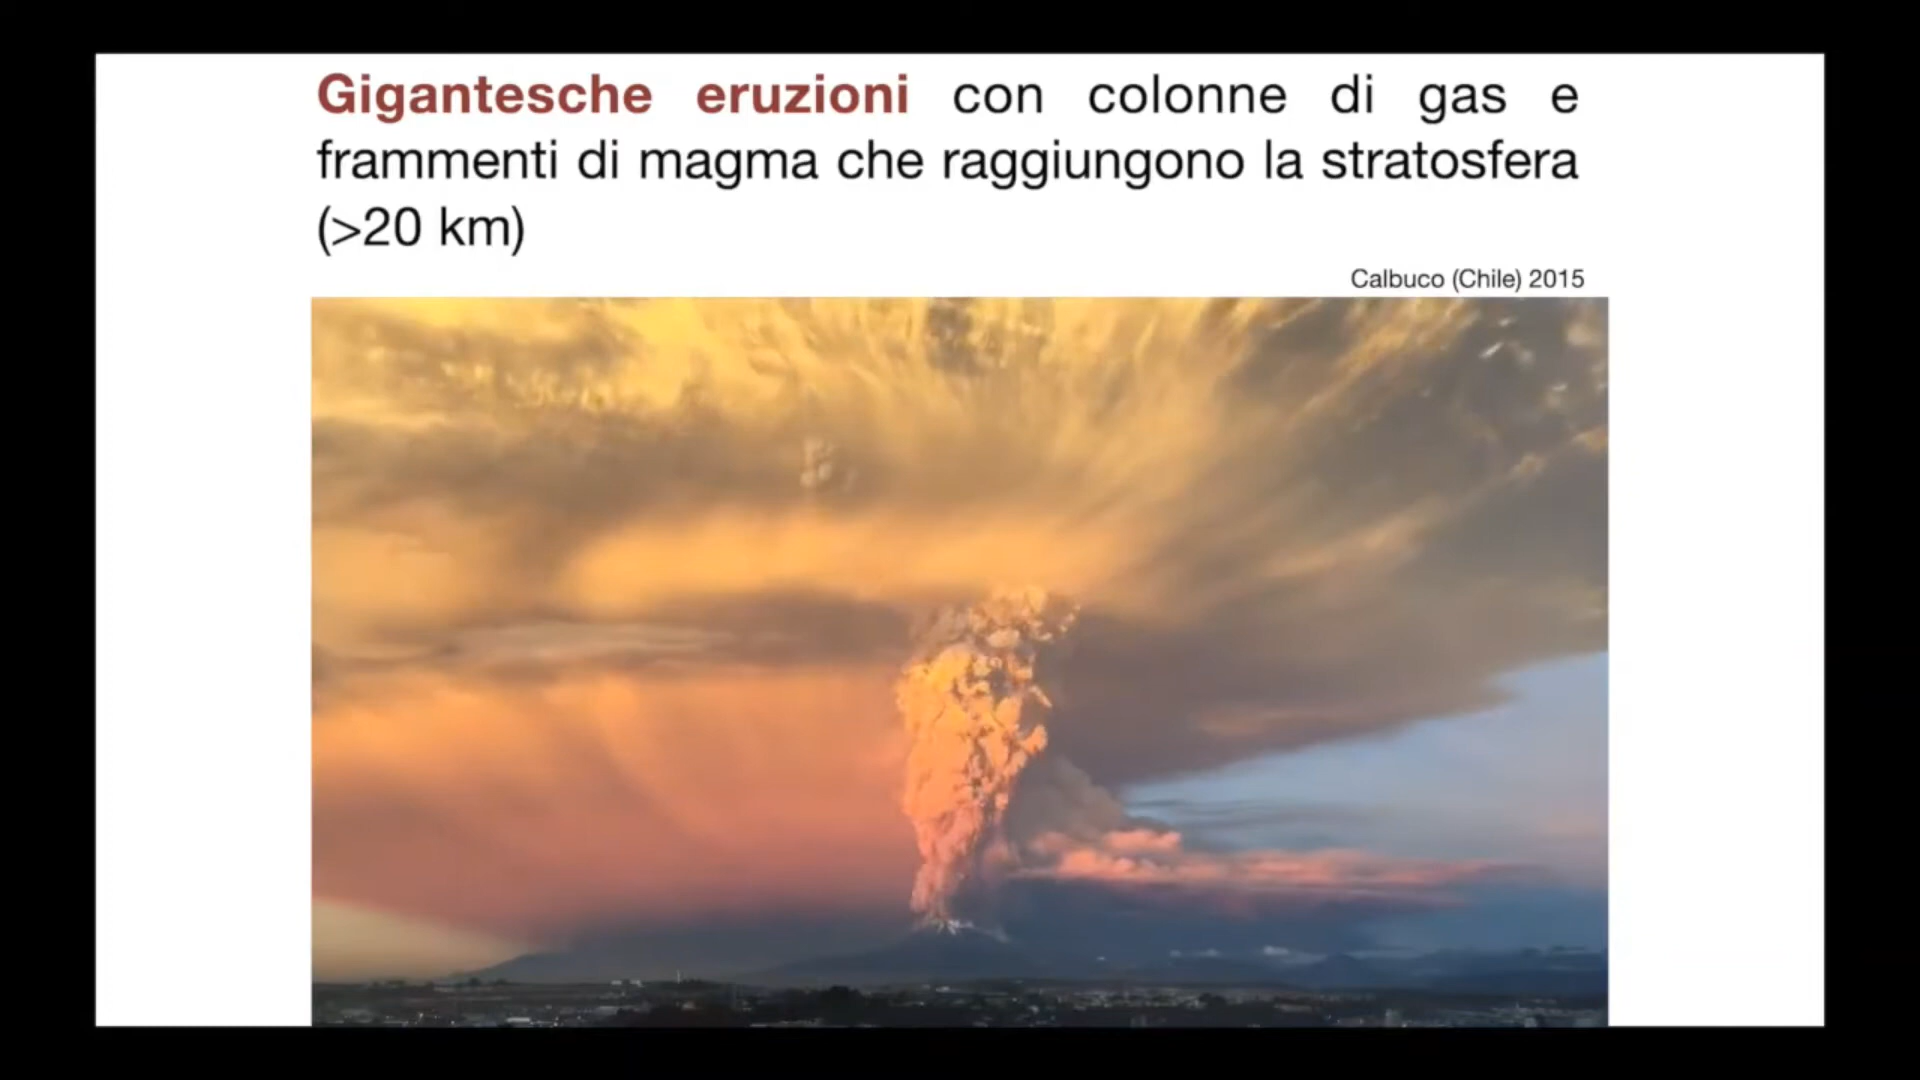 Gigantesche eruzioni con colonne di gas e
frammenti di magma che raggiungono la stratosfera
(>20 km)
Calbuco (Chile) 2015